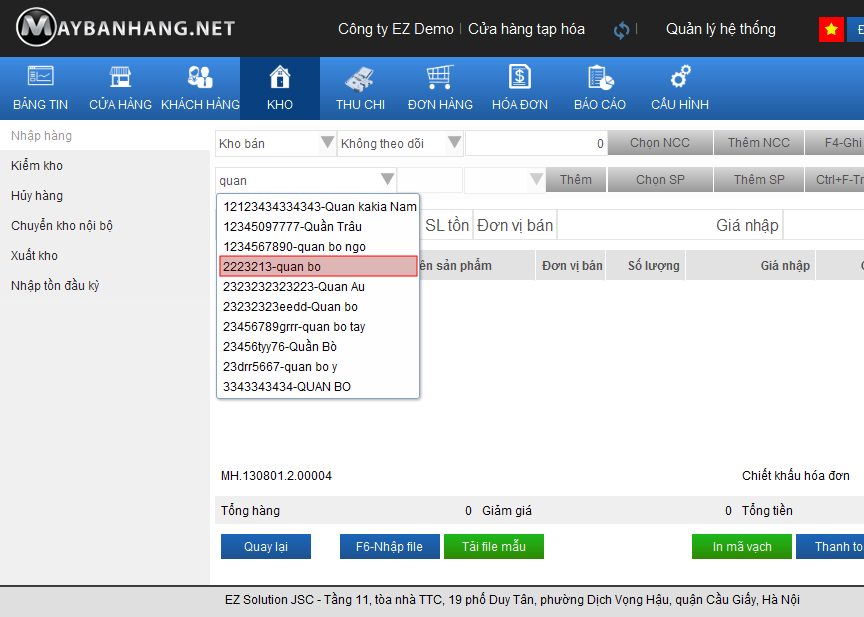 MAYBANHANG.NET
Công ty EZ Demo | Cửa hàng tạp hóa
Quản lý hệ thống
BẢNG TIN
CỬA HÀNG
KHÁCH HÀNG
KHO
THU CHI
ĐƠN HÀNG
HÓA ĐƠN
BÁO CÁO
CẤU HÌNH
Nhập hàng
Kiểm kho
Hủy hàng
Chuyển kho nội bộ
Xuất kho
Nhập tồn đầu kỳ
Kho bán
Không theo dõi
0
Chọn NCC
Thêm NCC
F4-Ghi
quan
Thêm
Chọn SP
Thêm SP
Ctrl+F-Tr
12123434334343-Quan kakia Nam
12345097777-Quần Trâu
1234567890-quan bo ngo
2223213-quan bo
2323232323223-Quan Au
23232323eedd-Quan bo
23456789grrr-quan bo tay
23456tyy76-Quần Bò
23drr5667-quan bo y
3343343434-QUAN BO
SL tồn
Đơn vị bán
Giá nhập
ên sản phẩm
Đơn vị bán
Số lượng
Giá nhập
MH.130801.2.00004
Chiết khấu hóa đơn
Tổng hàng
0
Giảm giá
0
Tổng tiền
Quay lại
F6-Nhập file
Tải file mẫu
In mã vạch
Thanh to
EZ Solution JSC - Tầng 11, tòa nhà TTC, 19 phố Duy Tân, phường Dịch Vọng Hậu, quận Cầu Giấy, Hà Nội